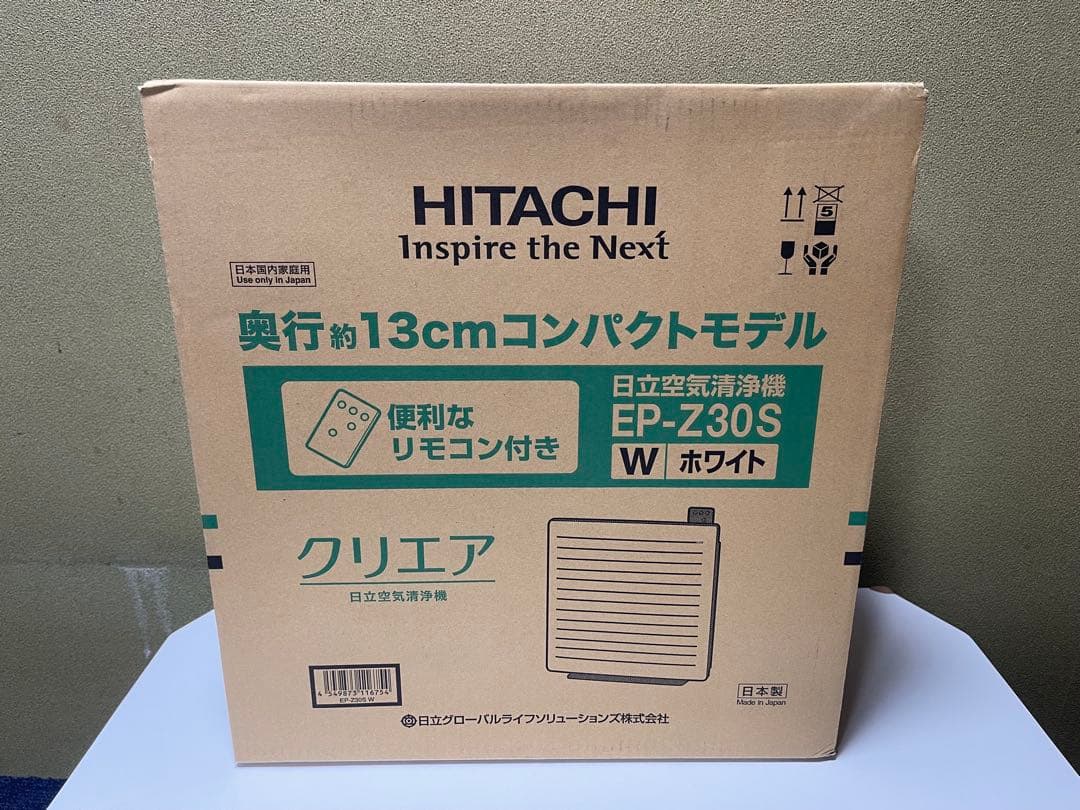 HITACHI
Inspire the Next
5
日本国内家庭用
Use only in Japan
奥行約13cmコンパクトモデル
便利な
リモコン付き
日立空気清浄機
EP-Z30S
W ホワイト
クリエア
日立空気清浄機
4 549873 116754
EP-Z30S W
日本製
Made in Japan
日立グローバルライフソリューションズ株式会社